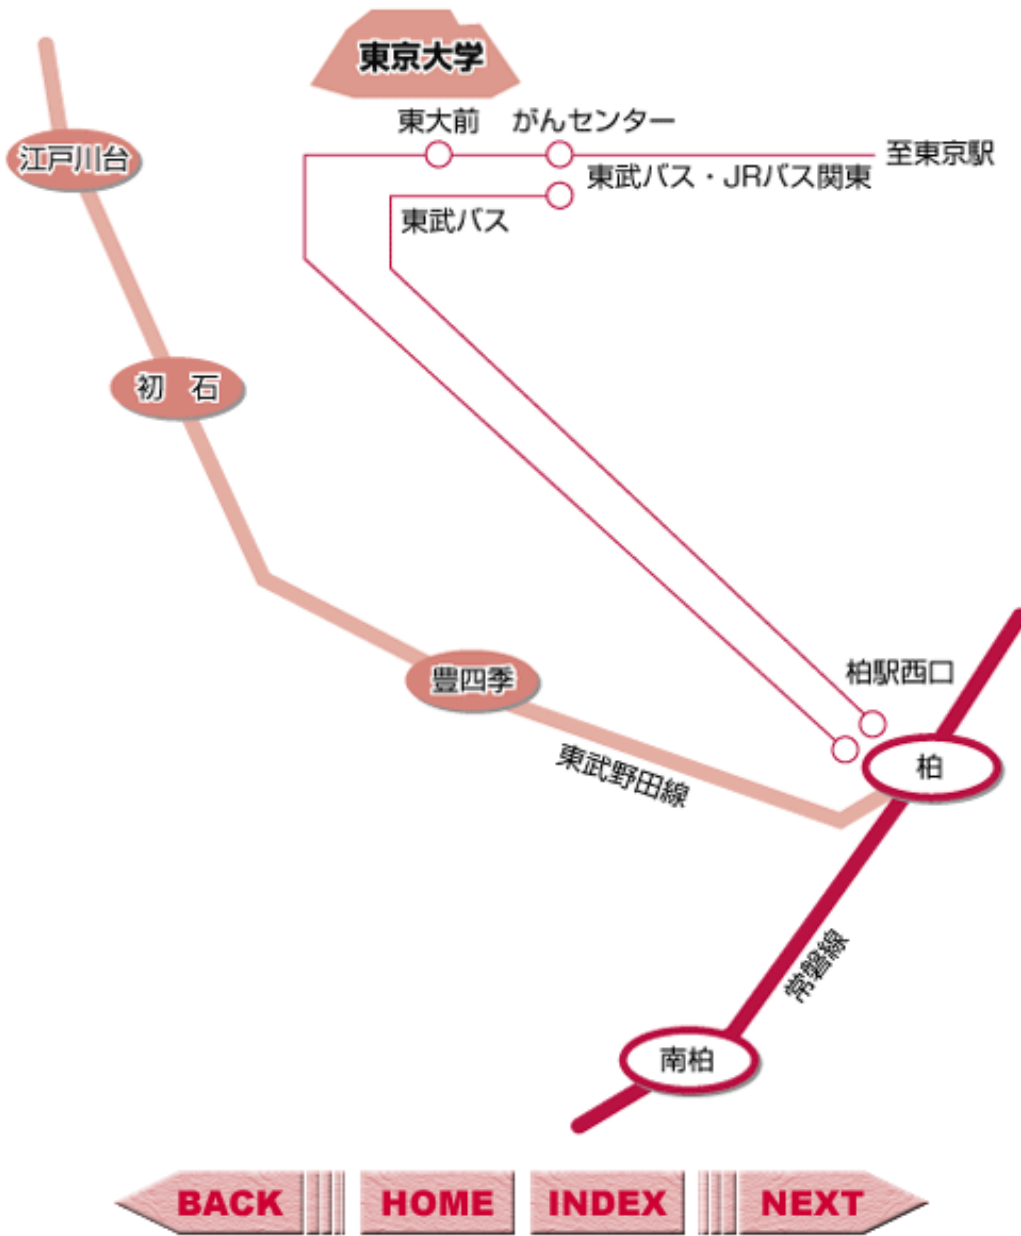 東京大学
東大前
がんセンター
至東京駅
東武バス・JRバス関東
東武バス
江戸川台
初 石
豊四季
東武野田線
柏駅西口
柏
常磐線
南柏
BACK
HOME
INDEX
NEXT